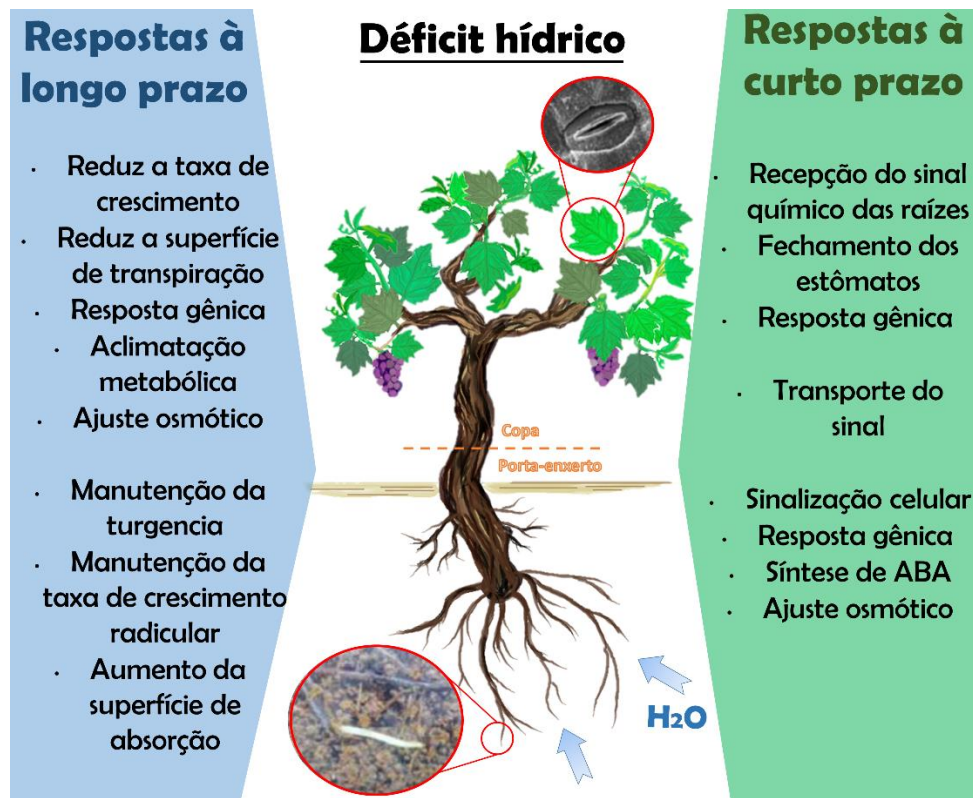 Respostas à
longo prazo
· Reduz a taxa de
crescimento
· Reduz a superfície
de transpiração
· Resposta gênica
· Aclimatação
metabólica
· Ajuste osmótico
· Manutenção da
turgencia
· Manutenção da
taxa de crescimento
radicular
· Aumento da
superfície de
absorção
Déficit hídrico
Copa
Porta-enxerto
H₂O
Respostas à
curto prazo
· Recepção do sinal
químico das raízes
· Fechamento dos
estômatos
· Resposta gênica
· Transporte do
sinal
· Sinalização celular
· Resposta gênica
· Síntese de ABA
· Ajuste osmótico